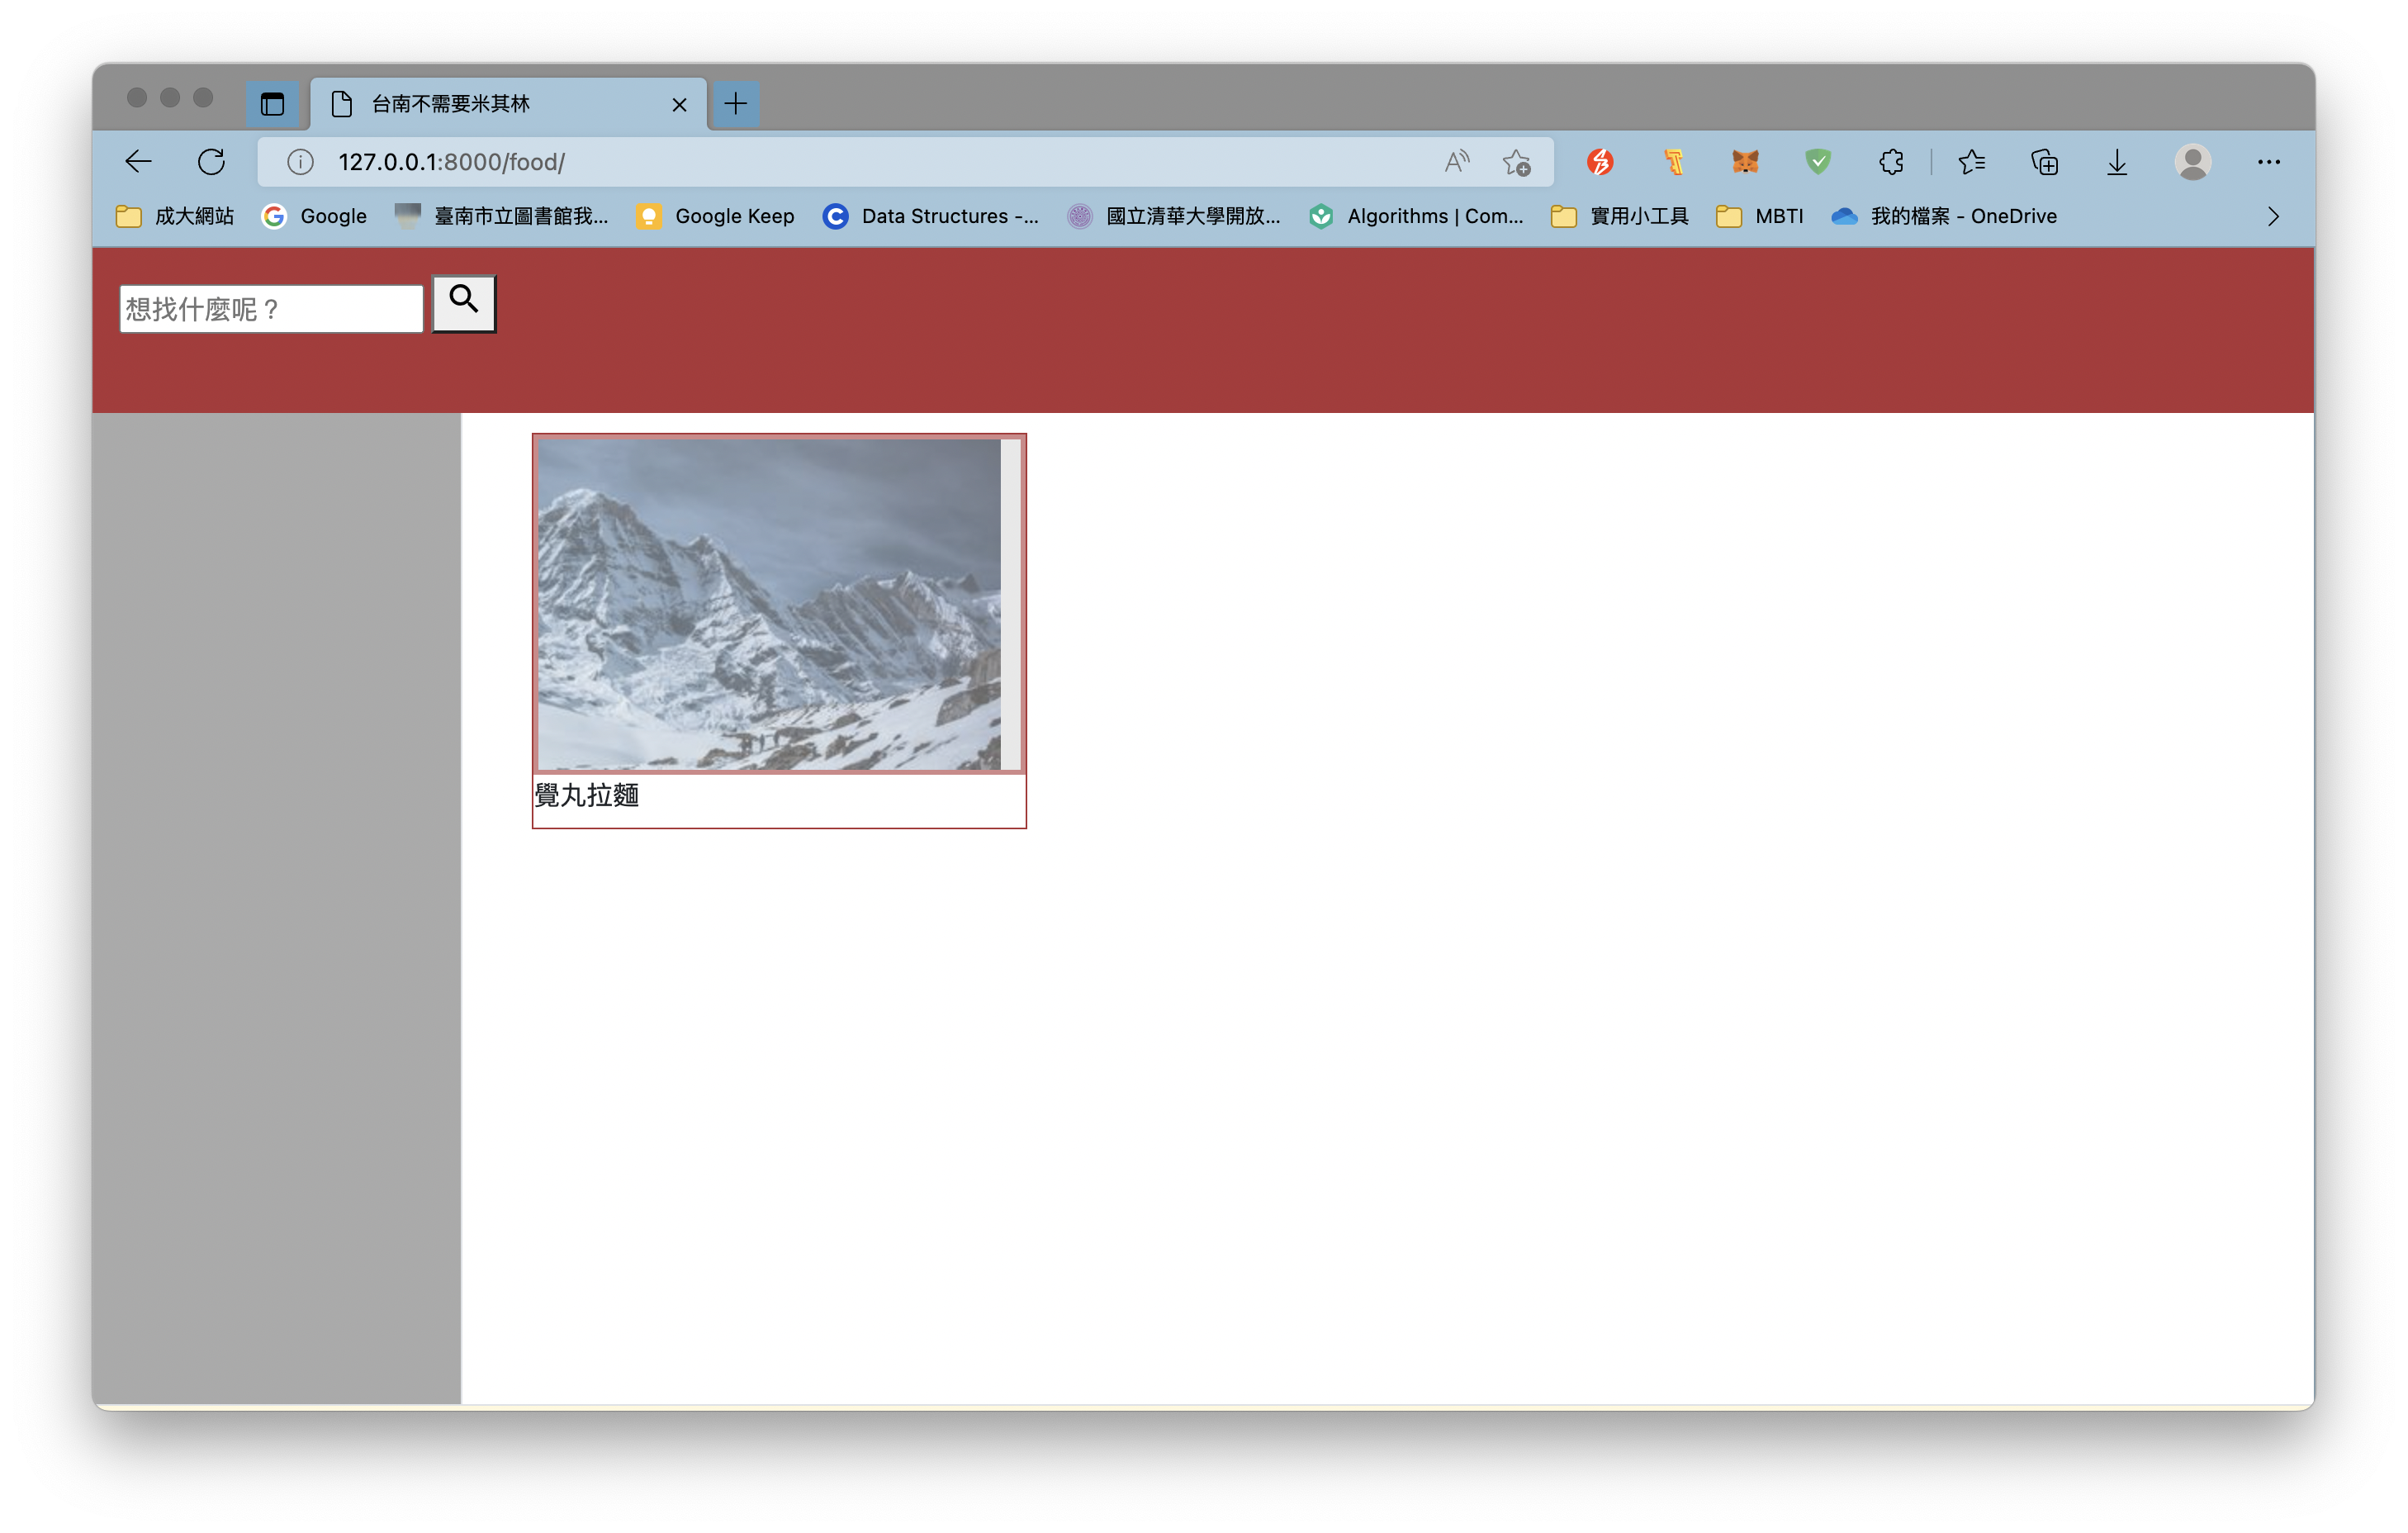 台南不需要米其林
127.0.0.1:8000/food/
成大網站 Google 臺南市立圖書館我... Google Keep Data Structures -... 國立清華大學開放... Algorithms | Com... 實用小工具 MBTI 我的檔案 - OneDrive
想找什麼呢？
覺丸拉麵